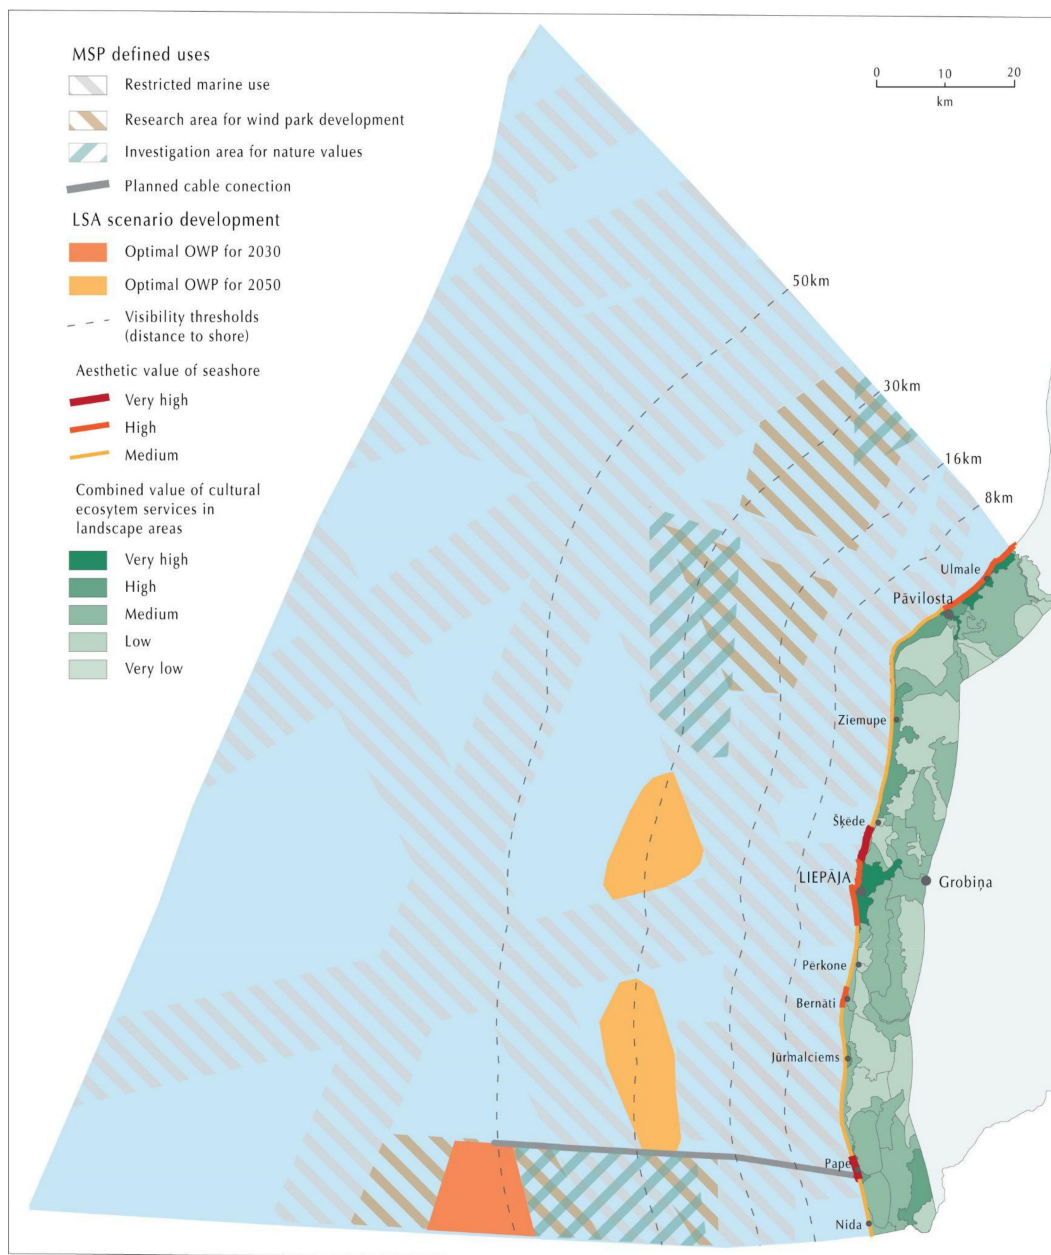 MSP defined uses
Restricted marine use
Research area for wind park development
Investigation area for nature values
Planned cable conection
LSA scenario development
Optimal OWP for 2030
Optimal OWP for 2050
Visibility thresholds
(distance to shore)
Aesthetic value of seashore
Very high
High
Medium
Combined value of cultural
ecosytem services in
landscape areas
Very high
High
Medium
Low
Very low
0 10 20
km
50km
30km
16km
8km
Ulmale
Pāvilosta
Ziemupe
Šķēde
LIEPĀJA
Grobiņa
Pērkone
Bernāti
Jūrmalciems
Pape
Nida